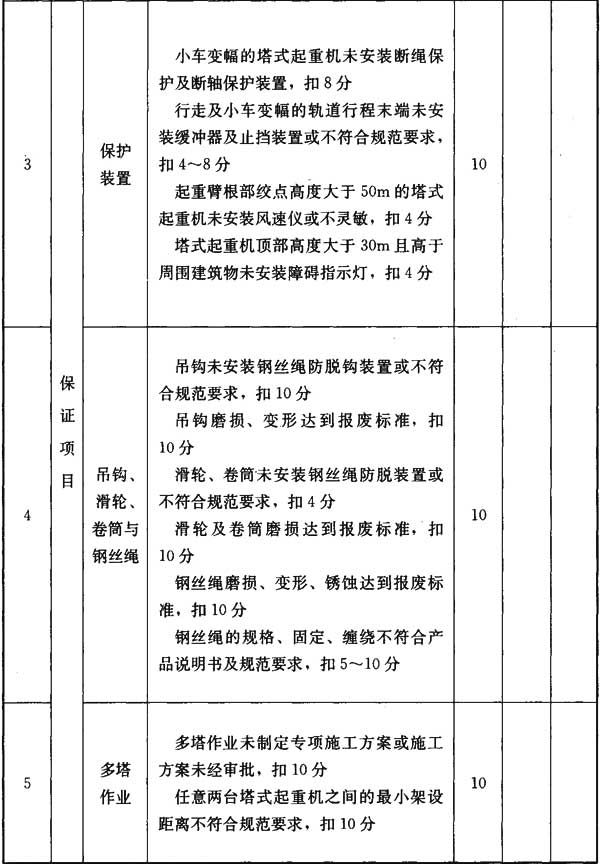 3
保证项目
保护
装置
小车变幅的塔式起重机未安装断绳保
护及断轴保护装置，扣8分
行走及小车变幅的轨道行程末端未安
装缓冲器及止挡装置或不符合规范要求，
扣4～8分
起重臂根部绞点高度大于50m的塔式
起重机未安装风速仪或不灵敏，扣4分
塔式起重机顶部高度大于30m且高于
周围建筑物未安装障碍指示灯，扣4分
10
4
吊钩、
滑轮、
卷筒与
钢丝绳
吊钩未安装钢丝绳防脱钩装置或不符
合规范要求，扣10分
吊钩磨损、变形达到报废标准，扣
10分
滑轮、卷筒未安装钢丝绳防脱装置或
不符合规范要求，扣4分
滑轮及卷筒磨损达到报废标准，扣
10分
钢丝绳磨损、变形、锈蚀达到报废标
准，扣10分
钢丝绳的规格、固定、缠绕不符合产
品说明书及规范要求，扣5～10分
10
5
多塔
作业
多塔作业未制定专项施工方案或施工
方案未经审批，扣10分
任意两台塔式起重机之间的最小架设
距离不符合规范要求，扣10分
10